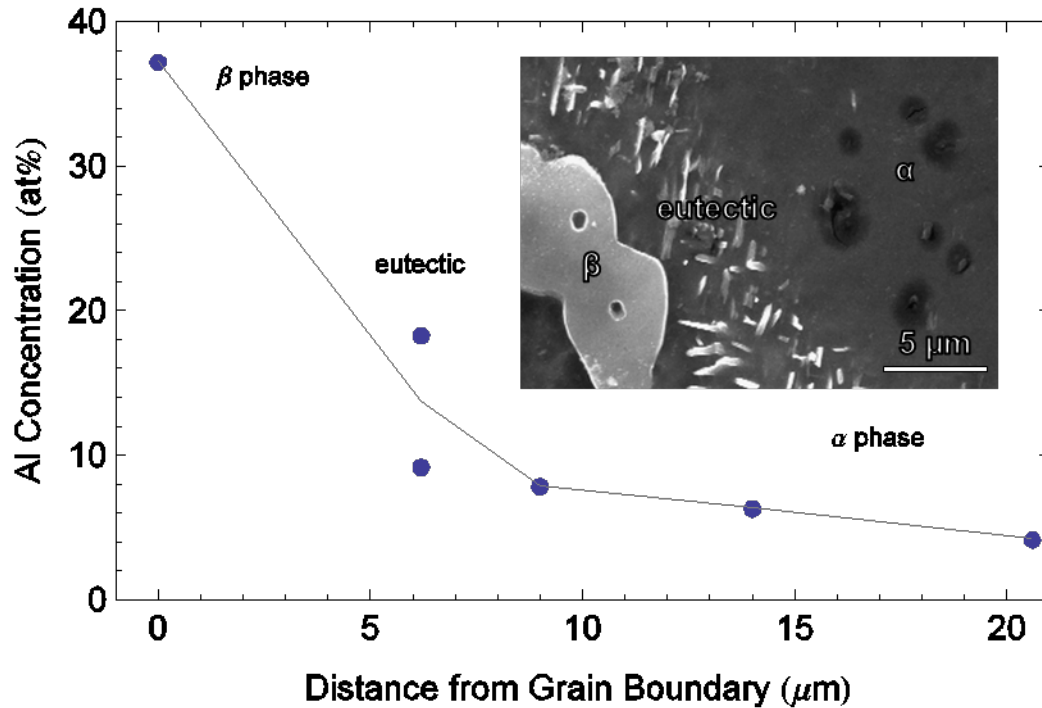 40
30
20
10
0
Al Concentration (at%)
β phase
eutectic
α phase
α
eutectic
β
5 μm
0
5
10
15
20
Distance from Grain Boundary (μm)